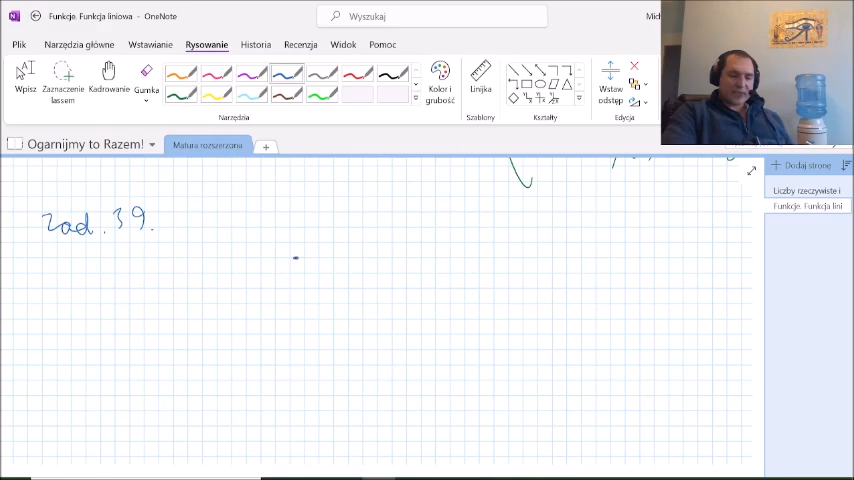 Funkcje. Funkcja liniowa - OneNote
Wyszukaj
Plik Narzędzia główne Wstawianie Rysowanie Historia Recenzja Widok Pomoc
Wpisz
Zaznaczenie lassem
Kadrowanie
Gumka
Kolor i grubość
Linijka
Wstaw odstęp
Narzędzia
Szablony
Kształty
Edycja
Ogarnijmy to Razem!
Matura rozszerzona
Dodaj stronę
Liczby rzeczywiste i
Funkcje. Funkcja lini
Zad. 39.